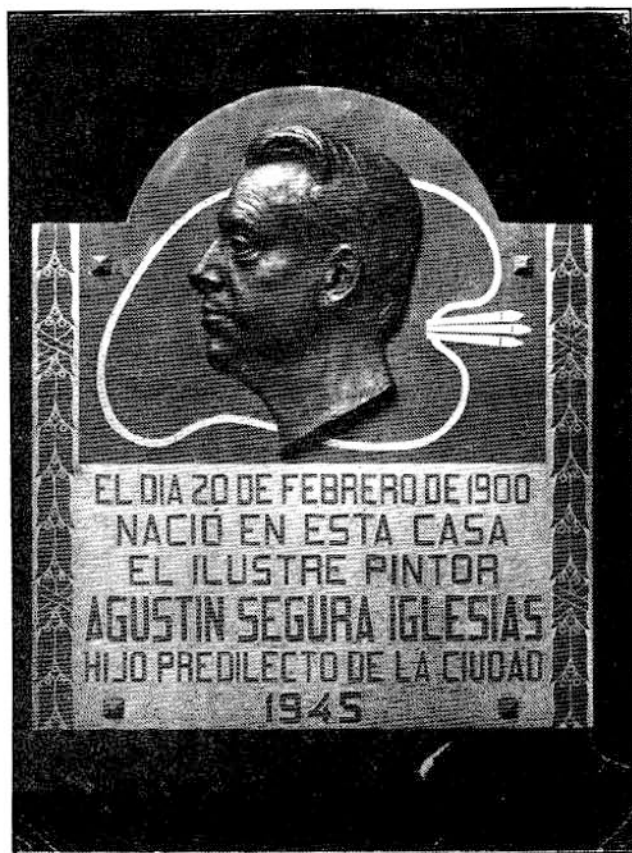 EL DIA 20 DE FEBRERO DE 1900
NACIÓ EN ESTA CASA
EL ILUSTRE PINTOR
AGUSTIN SEGURA IGLESIAS
HIJO PREDILECTO DE LA CIUDAD
1945